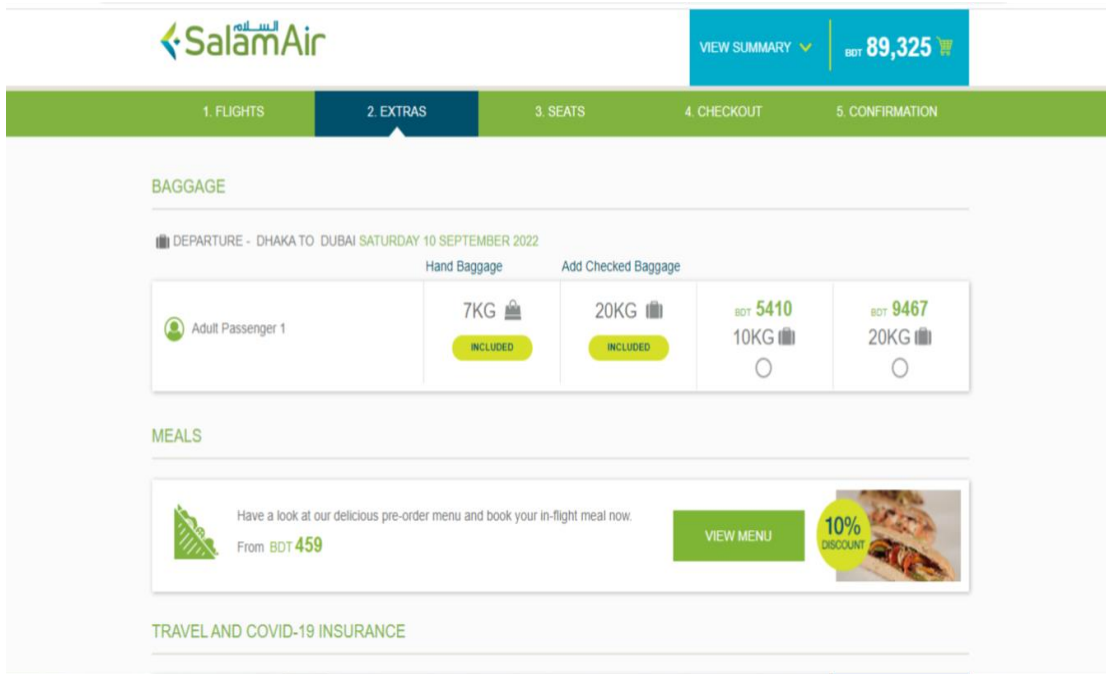 السلام
SalamAir
VIEW SUMMARY BDT 89,325
1. FLIGHTS 2. EXTRAS 3. SEATS 4. CHECKOUT 5. CONFIRMATION
BAGGAGE
DEPARTURE - DHAKA TO DUBAI SATURDAY 10 SEPTEMBER 2022
Hand Baggage Add Checked Baggage
7KG 20KG BDT 5410 BDT 9467
Adult Passenger 1 10KG 20KG
INCLUDED INCLUDED
MEALS
Have a look at our delicious pre-order menu and book your in-flight meal now.
From BDT 459
VIEW MENU
10%
DISCOUNT
TRAVEL AND COVID-19 INSURANCE